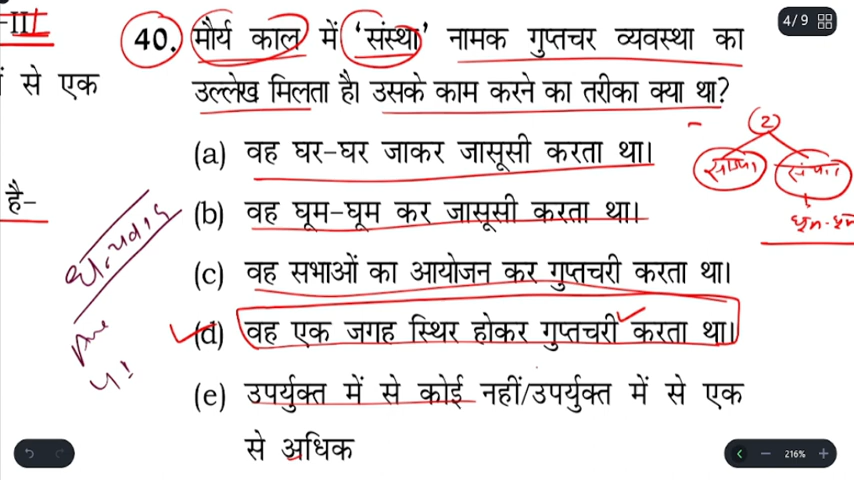 -II
40. मौर्य काल में ‘संस्था’ नामक गुप्तचर व्यवस्था का
उल्लेख मिलता है। उसके काम करने का तरीका क्या था?
(a) वह घर-घर जाकर जासूसी करता था।
(b) वह घूम-घूम कर जासूसी करता था।
(c) वह सभाओं का आयोजन कर गुप्तचरी करता था।
(d) वह एक जगह स्थिर होकर गुप्तचरी करता था।
(e) उपर्युक्त में से कोई नहीं/उपर्युक्त में से एक
से अधिक
में से एक
है-
4/9
2
216%